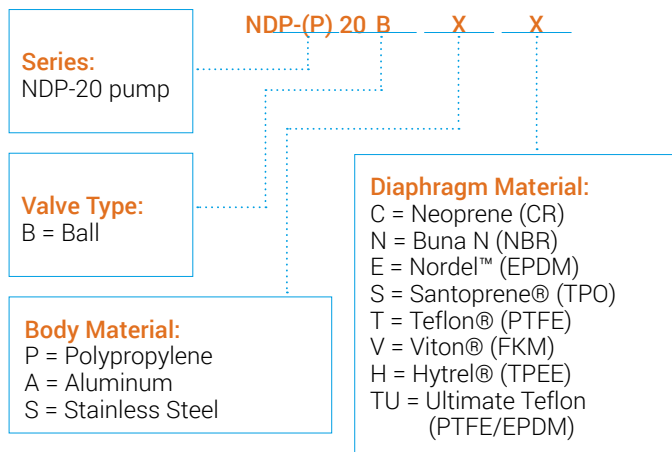 NDP-(P) 20 B X X
Series:
NDP-20 pump
Valve Type:
B = Ball
Body Material:
P = Polypropylene
A = Aluminum
S = Stainless Steel
Diaphragm Material:
C = Neoprene (CR)
N = Buna N (NBR)
E = Nordel™ (EPDM)
S = Santoprene® (TPO)
T = Teflon® (PTFE)
V = Viton® (FKM)
H = Hytrel® (TPEE)
TU = Ultimate Teflon
(PTFE/EPDM)